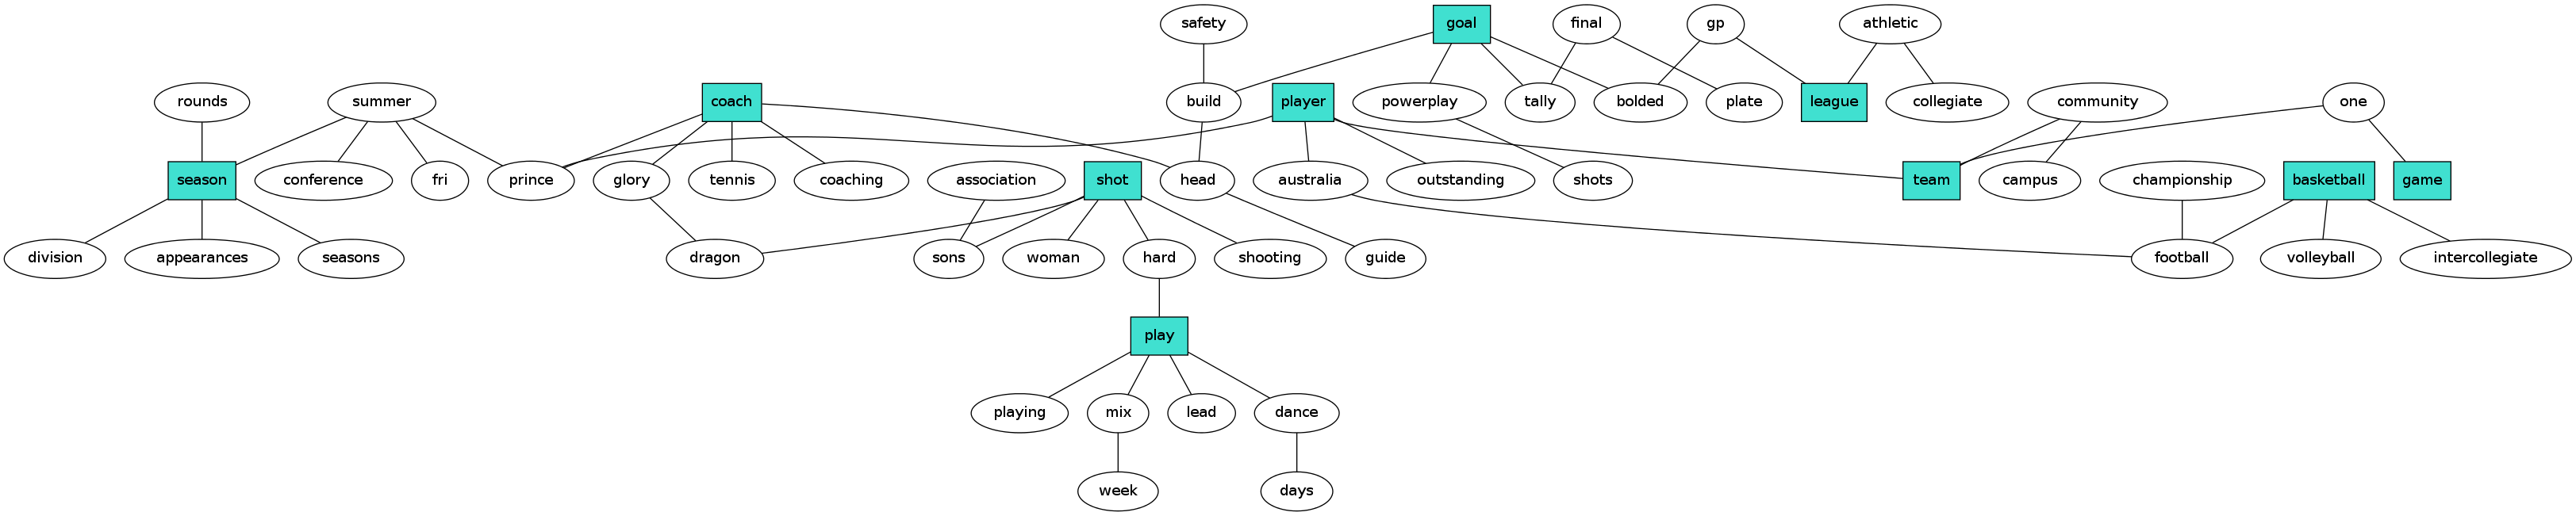 safety
goal
final
gp
athletic
rounds
summer
coach
build
player
powerplay
tally
bolded
plate
league
collegiate
community
one
season
conference
fri
prince
glory
tennis
coaching
association
shot
head
australia
outstanding
shots
team
campus
championship
basketball
game
division
appearances
seasons
dragon
sons
woman
hard
shooting
guide
football
volleyball
intercollegiate
play
playing
mix
lead
dance
week
days